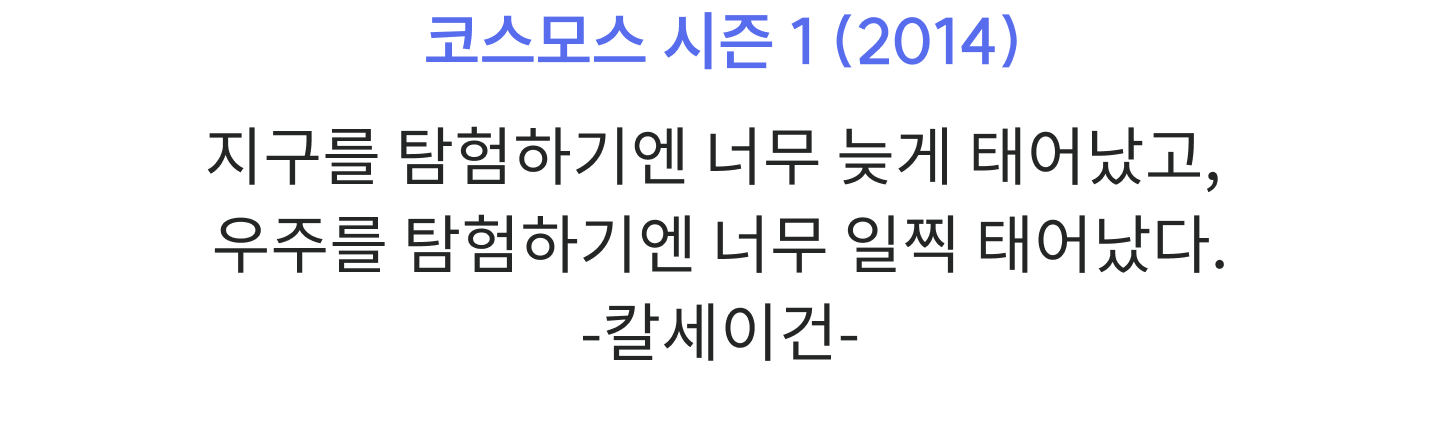 코스모스 시즌 1 (2014)
지구를 탐험하기엔 너무 늦게 태어났고,
우주를 탐험하기엔 너무 일찍 태어났다.
-칼세이건-